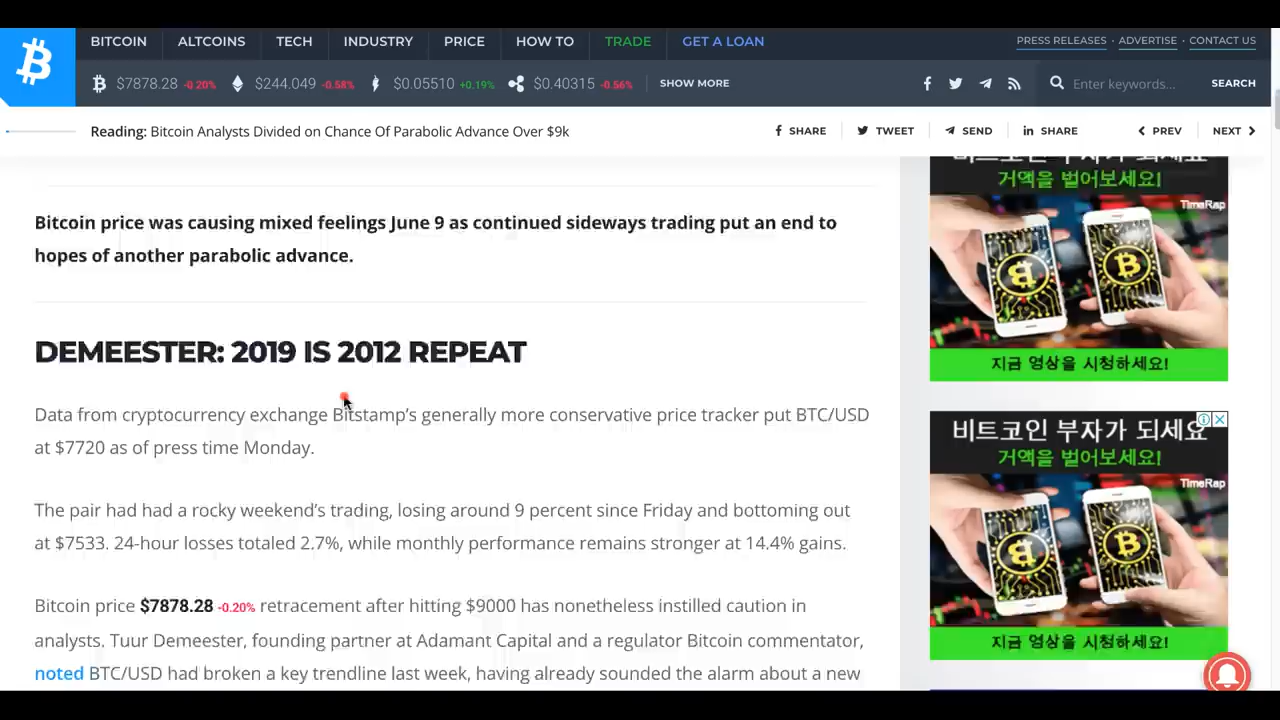 BITCOIN ALTCOINS TECH INDUSTRY PRICE HOW TO TRADE GET A LOAN PRESS RELEASES · ADVERTISE · CONTACT US
$7878.28 -0.20% $244.049 -0.58% $0.05510 +0.19% $0.40315 -0.56% SHOW MORE Enter keywords... SEARCH
Reading: Bitcoin Analysts Divided on Chance Of Parabolic Advance Over $9k SHARE TWEET SEND SHARE PREV NEXT
Bitcoin price was causing mixed feelings June 9 as continued sideways trading put an end to
hopes of another parabolic advance.
DEMEESTER: 2019 IS 2012 REPEAT
Data from cryptocurrency exchange Bitstamp's generally more conservative price tracker put BTC/USD
at $7720 as of press time Monday.
The pair had had a rocky weekend's trading, losing around 9 percent since Friday and bottoming out
at $7533. 24-hour losses totaled 2.7%, while monthly performance remains stronger at 14.4% gains.
Bitcoin price $7878.28 -0.20% retracement after hitting $9000 has nonetheless instilled caution in
analysts. Tuur Demeester, founding partner at Adamant Capital and a regulator Bitcoin commentator,
noted BTC/USD had broken a key trendline last week, having already sounded the alarm about a new
비트코인 부자가 되세요
거액을 벌어보세요!
TimeRap
지금 영상을 시청하세요!
비트코인 부자가 되세요
거액을 벌어보세요!
TimeRap
지금 영상을 시청하세요!